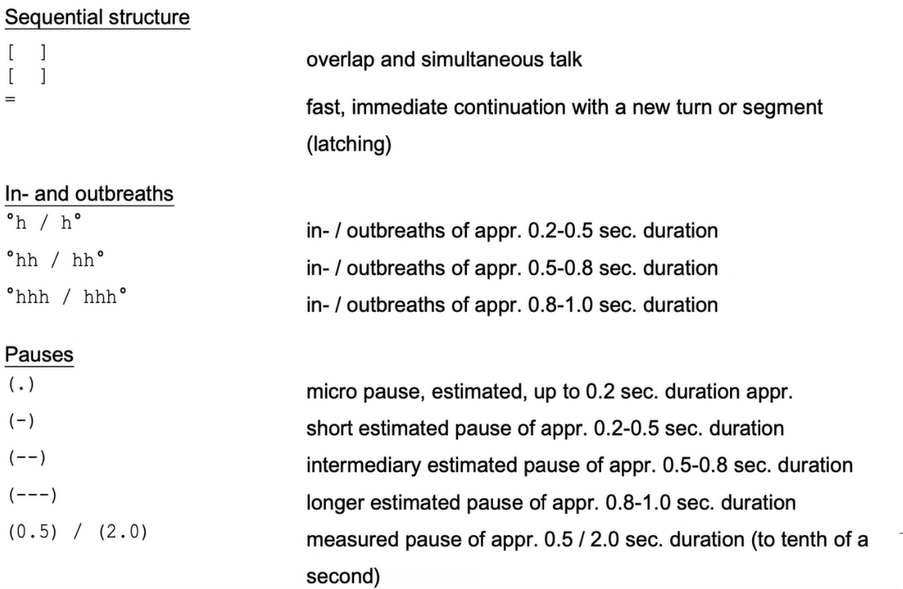 Sequential structure
[ ]
[ ] overlap and simultaneous talk
= fast, immediate continuation with a new turn or segment
(latching)
In- and outbreaths
°h / h° in- / outbreaths of appr. 0.2-0.5 sec. duration
°hh / hh° in- / outbreaths of appr. 0.5-0.8 sec. duration
°hhh / hhh° in- / outbreaths of appr. 0.8-1.0 sec. duration
Pauses
(.) micro pause, estimated, up to 0.2 sec. duration appr.
(-) short estimated pause of appr. 0.2-0.5 sec. duration
(--) intermediary estimated pause of appr. 0.5-0.8 sec. duration
(---) longer estimated pause of appr. 0.8-1.0 sec. duration
(0.5) / (2.0) measured pause of appr. 0.5 / 2.0 sec. duration (to tenth of a
second)